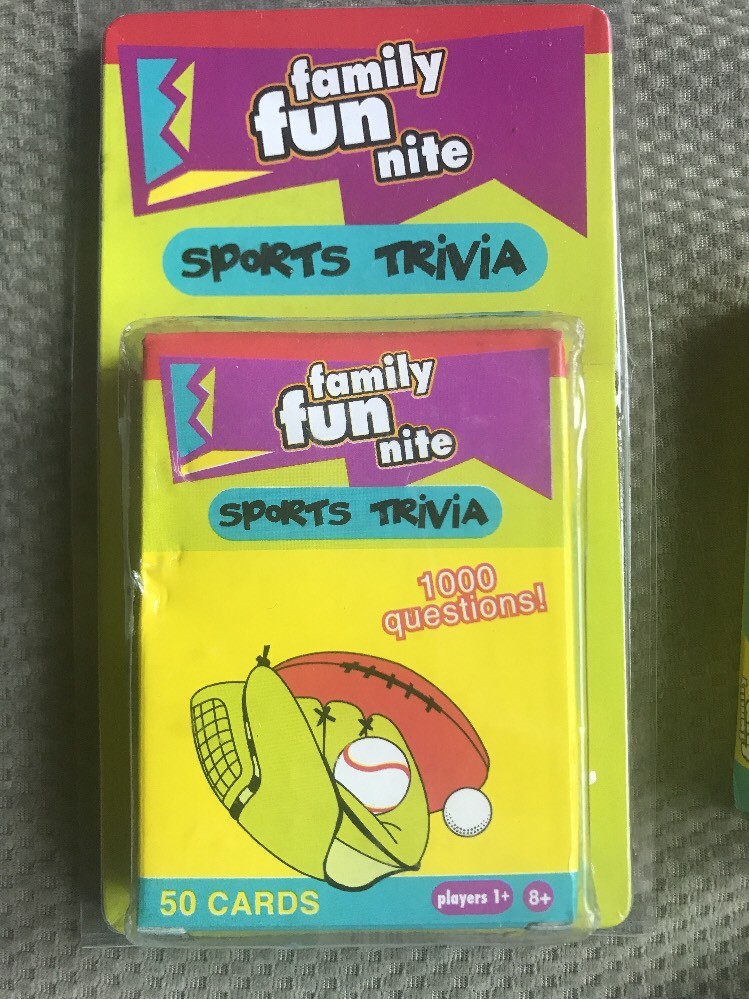 family
fun
nite
SPORTS TRiViA
family
fun
nite
SPORTS TRiViA
1000
questions!
50 CARDS
players 1+
8+